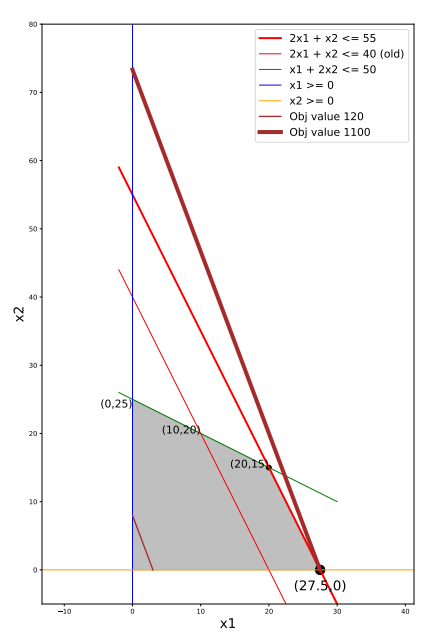 80
70
60
50
40
30
20
10
0
x2
2x1 + x2 <= 55
2x1 + x2 <= 40 (old)
x1 + 2x2 <= 50
x1 >= 0
x2 >= 0
Obj value 120
Obj value 1100
(0,25)
(10,20)
(20,15)
(27.5,0)
−10
0
10
20
30
40
x1